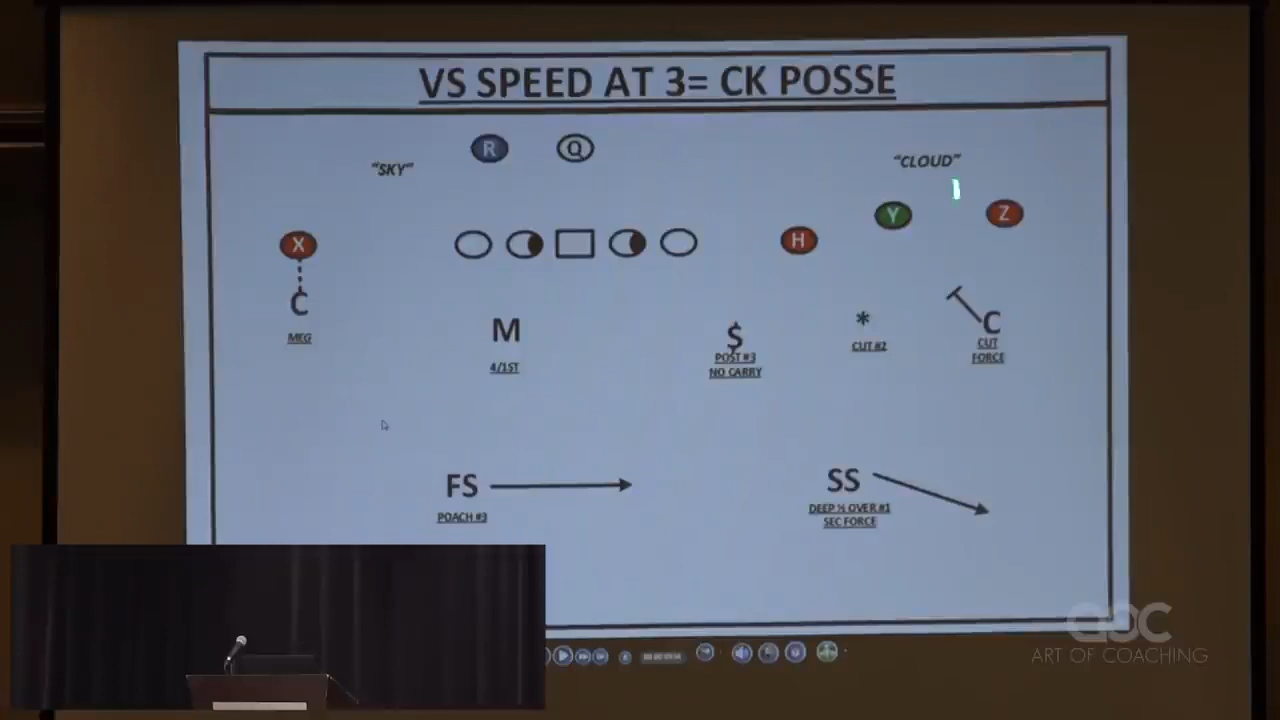 VS SPEED AT 3= CK POSSE
R Q
"SKY" "CLOUD"
Y Z
X H
C
MEG
M
4/1ST
$
POST #3
NO CARRY
*
CUT #2
C
CUT
FORCE
FS
POACH #3
SS
DEEP ½ OVER #1
SEC FORCE
aoc
ART OF COACHING